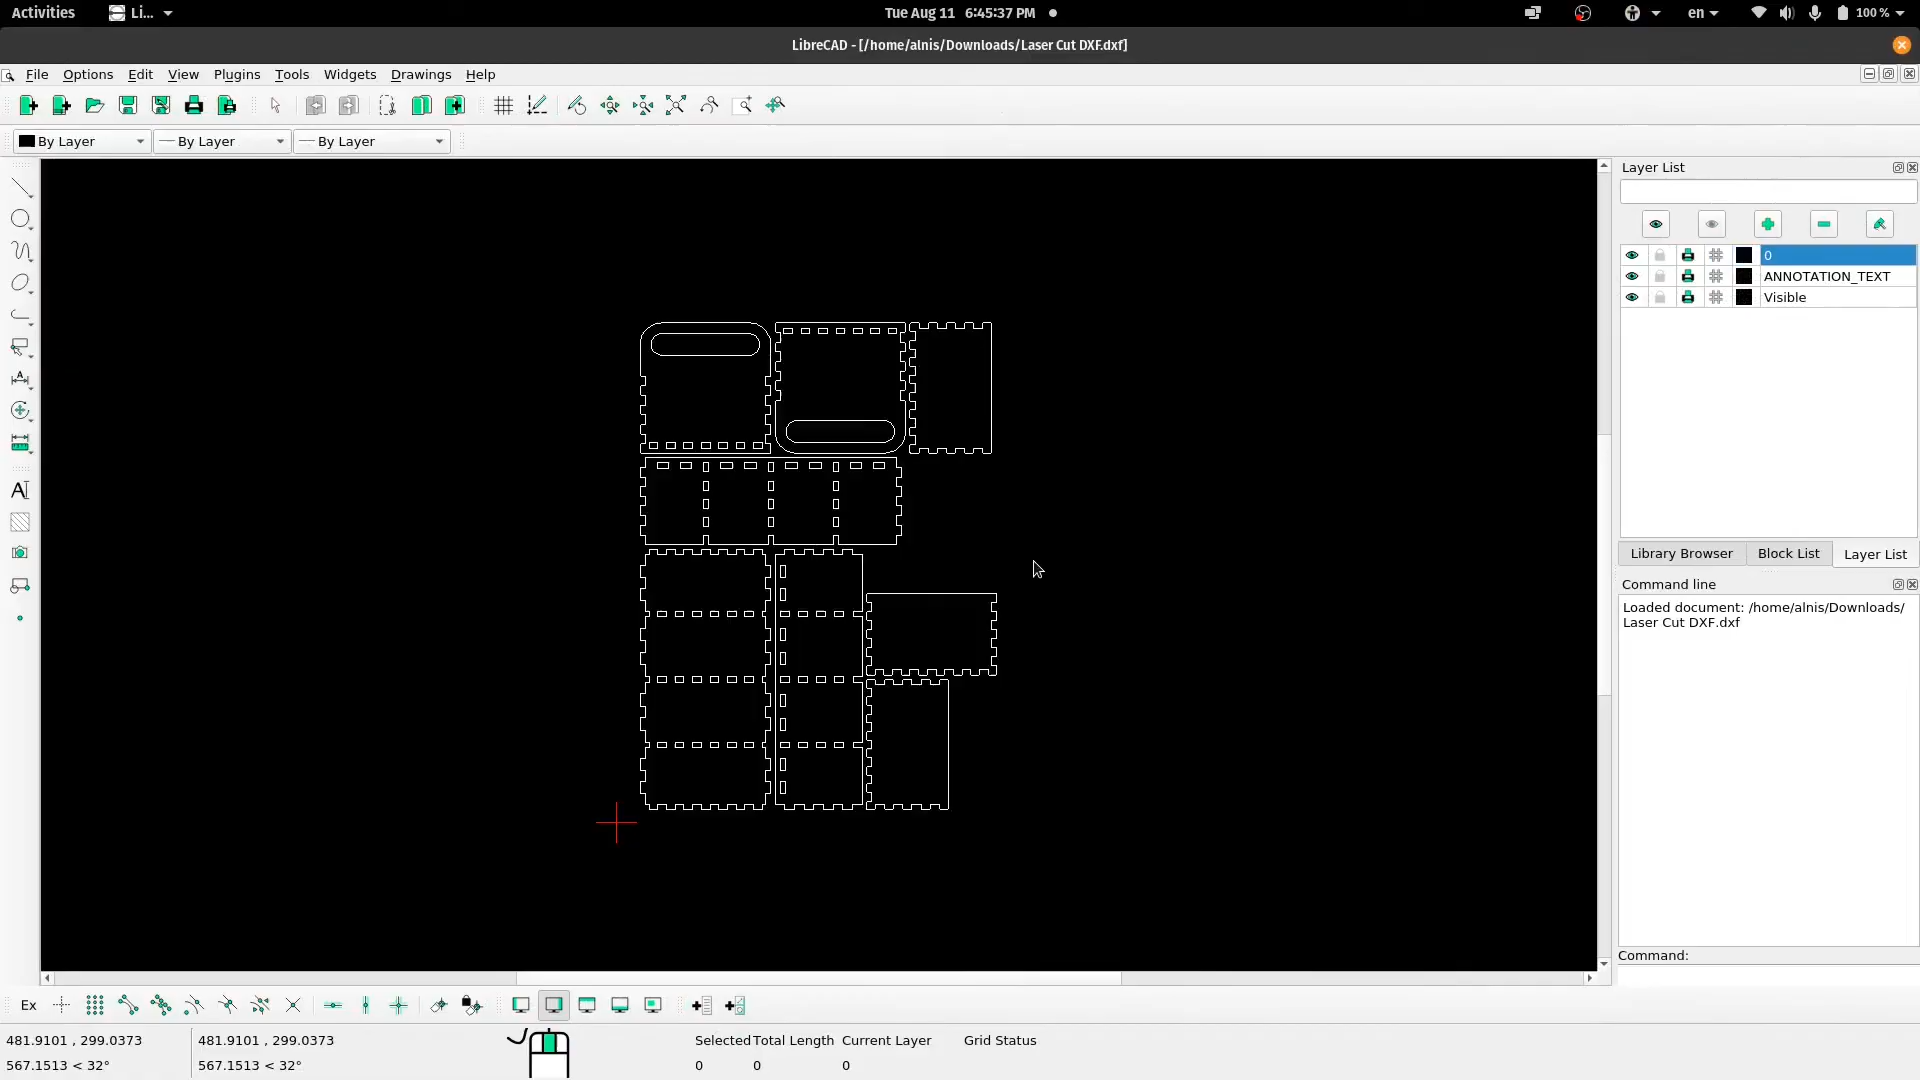 Activities Li... Tue Aug 11 6:45:37 PM en 100 %
LibreCAD - [/home/alnis/Downloads/Laser Cut DXF.dxf]
File Options Edit View Plugins Tools Widgets Drawings Help
By Layer By Layer By Layer
Layer List
0
ANNOTATION_TEXT
Visible
Library Browser Block List Layer List
Command line
Loaded document: /home/alnis/Downloads/
Laser Cut DXF.dxf
Command:
Ex
481.9101 , 299.0373 481.9101 , 299.0373 Selected Total Length Current Layer Grid Status
567.1513 < 32° 567.1513 < 32° 0 0 0